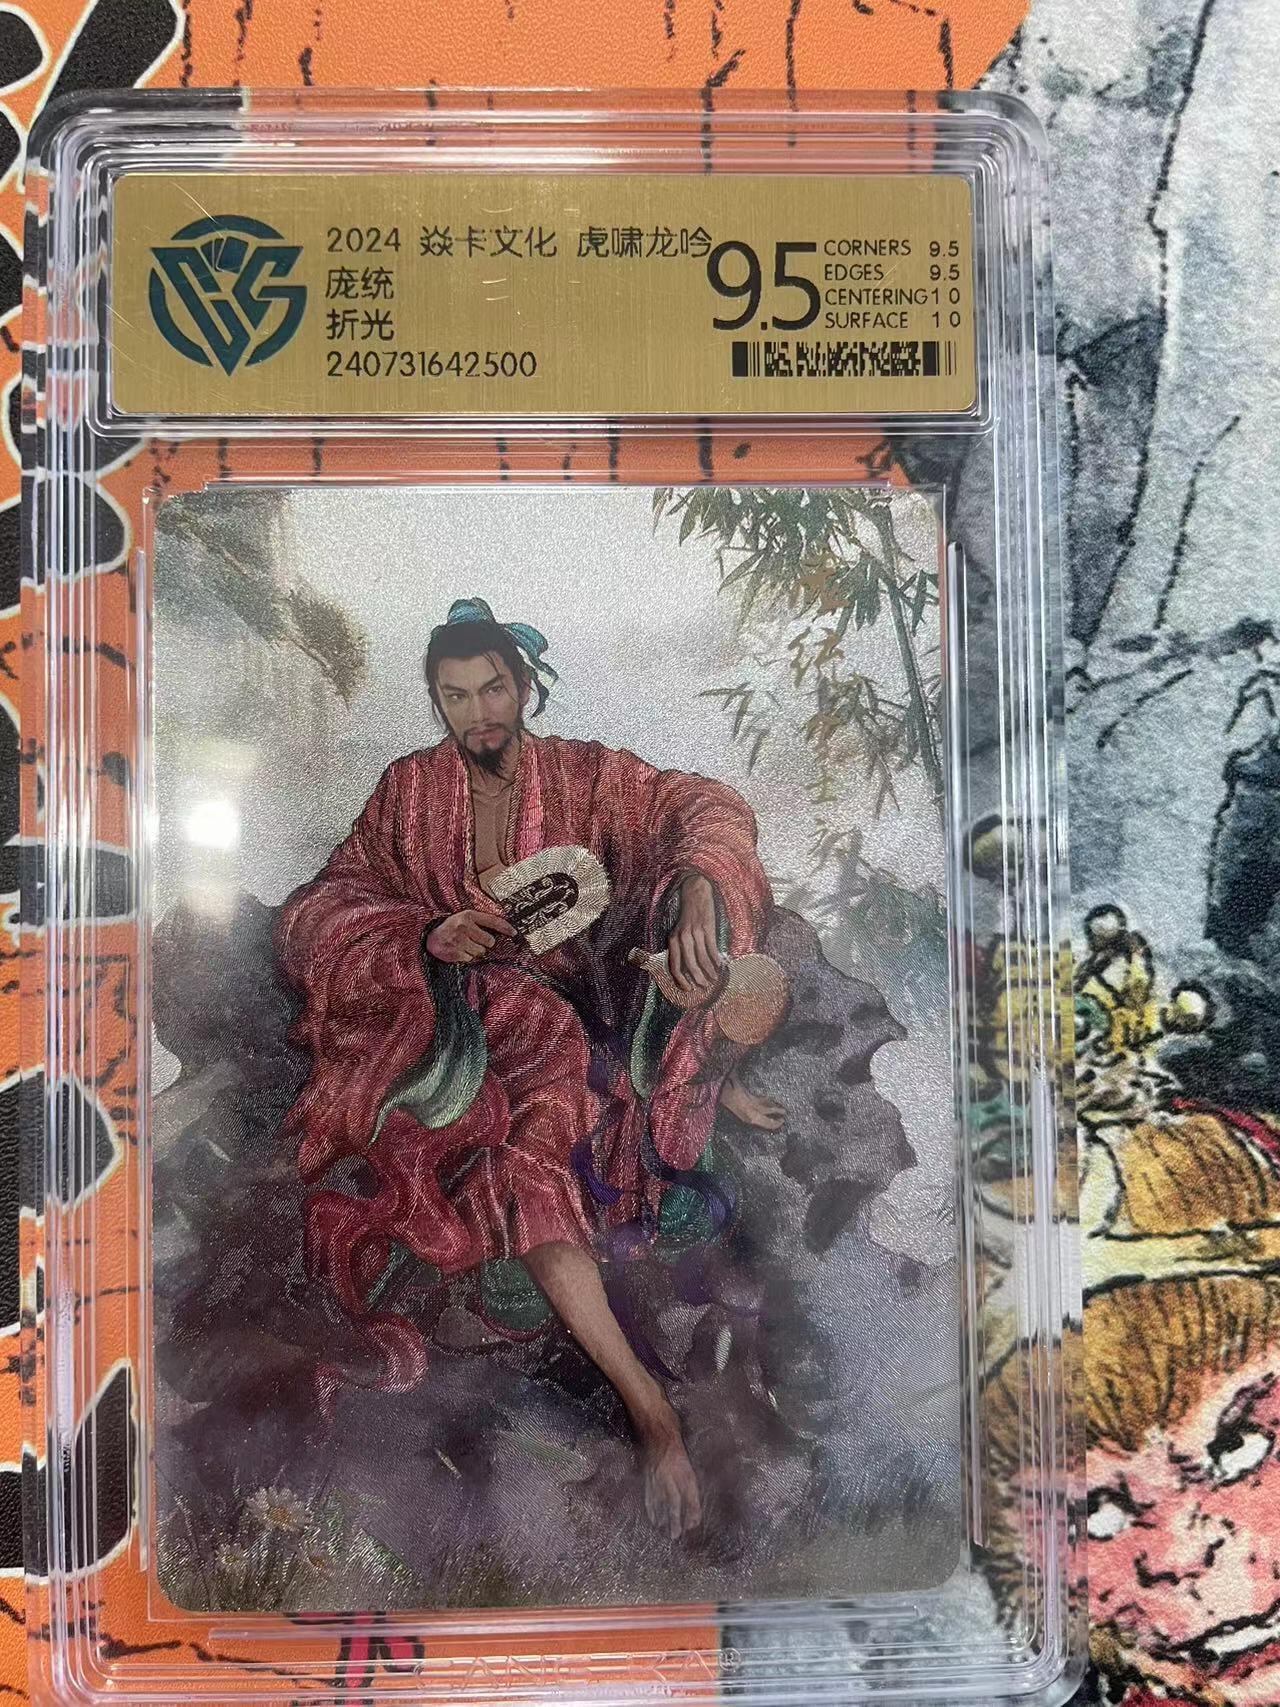 2024 焱卡文化 虎啸龙吟
庞统
折光
240731642500
9.5
CORNERS 9.5
EDGES 9.5
CENTERING 10
SURFACE 10